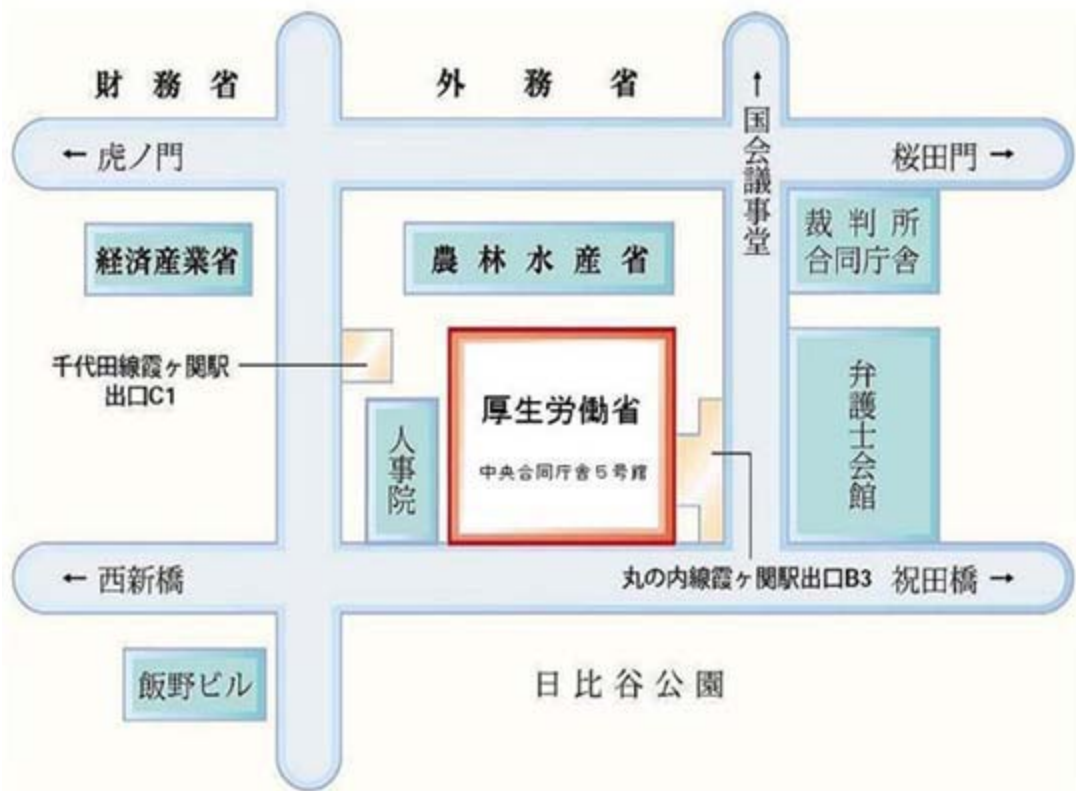 財務省
外務省
↑国会議事堂
←虎ノ門
桜田門→
経済産業省
農林水産省
裁判所
合同庁舎
千代田線霞ヶ関駅
出口C1
人事院
厚生労働省
中央合同庁舎5号館
弁護士会館
←西新橋
丸の内線霞ヶ関駅出口B3
祝田橋→
飯野ビル
日比谷公園